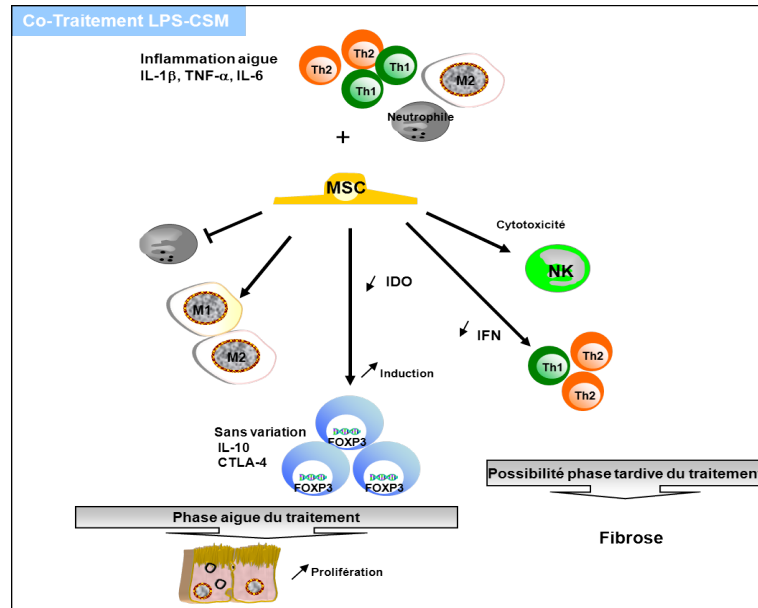 Co-Traitement LPS-CSM
Inflammation aigue
IL-1β, TNF-α, IL-6
Th2
Th2
Th1
Th1
M2
Neutrophile
+
MSC
Cytotoxicité
NK
M1
M2
IDO
IFN
Th1
Th2
Th2
Induction
Sans variation
IL-10
CTLA-4
FOXP3
FOXP3
FOXP3
Possibilité phase tardive du traitemen
Phase aigue du traitement
Fibrose
Prolifération